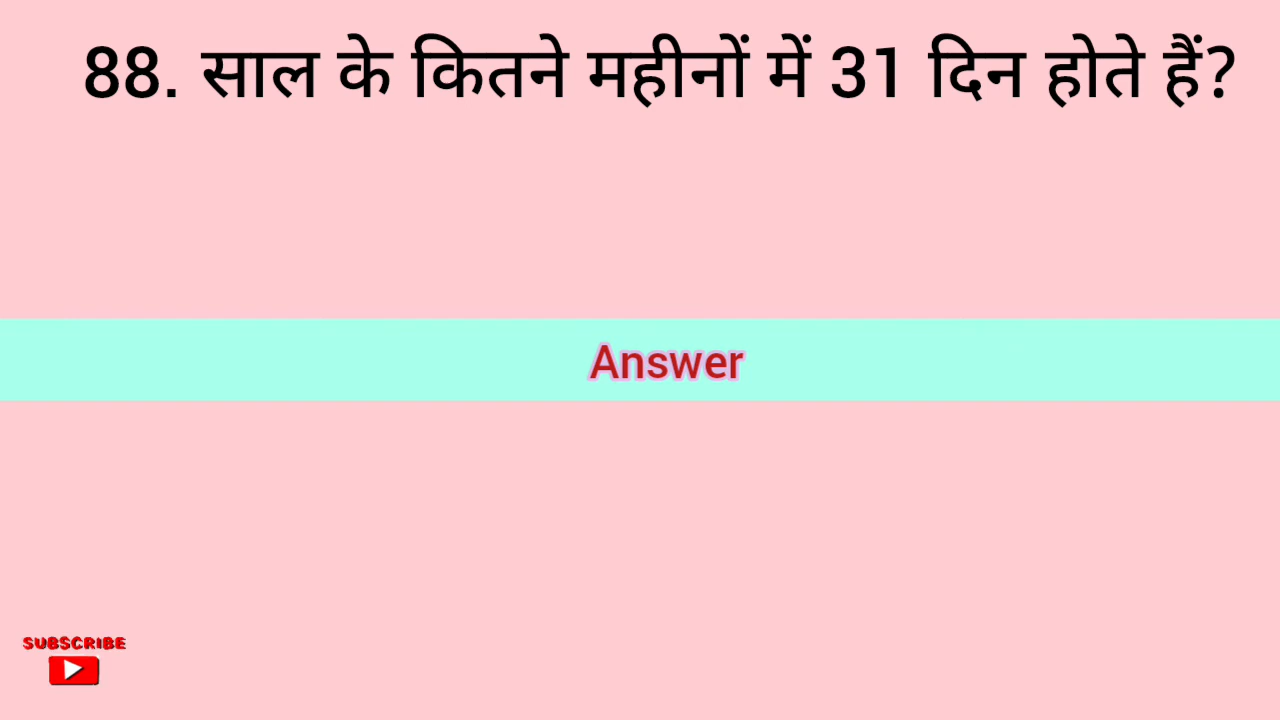 88. साल के कितने महीनों में 31 दिन होते हैं?
Answer
SUBSCRIBE